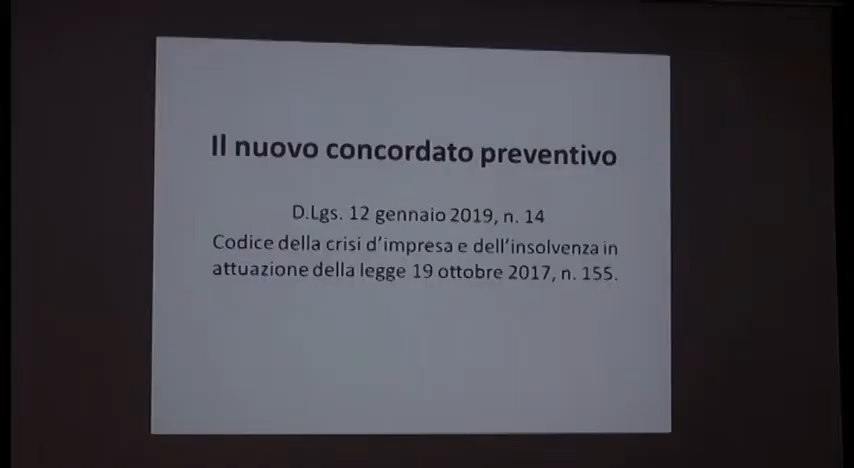 Il nuovo concordato preventivo
D.Lgs. 12 gennaio 2019, n. 14
Codice della crisi d'impresa e dell'insolvenza in
attuazione della legge 19 ottobre 2017, n. 155.